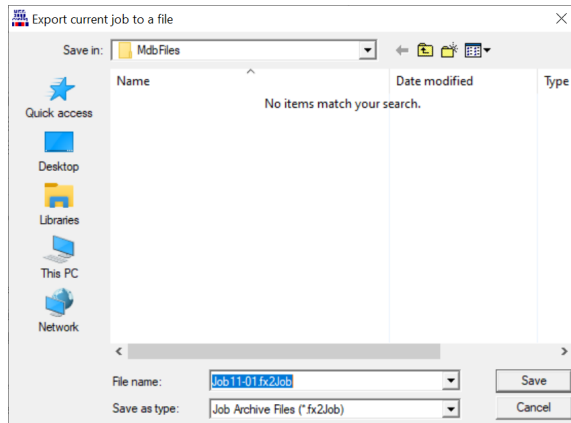 Export current job to a file
Save in: MdbFiles
Name Date modified Type
No items match your search.
Quick access
Desktop
Libraries
This PC
Network
File name: Job11-01.fx2Job Save
Save as type: Job Archive Files (*.fx2Job) Cancel